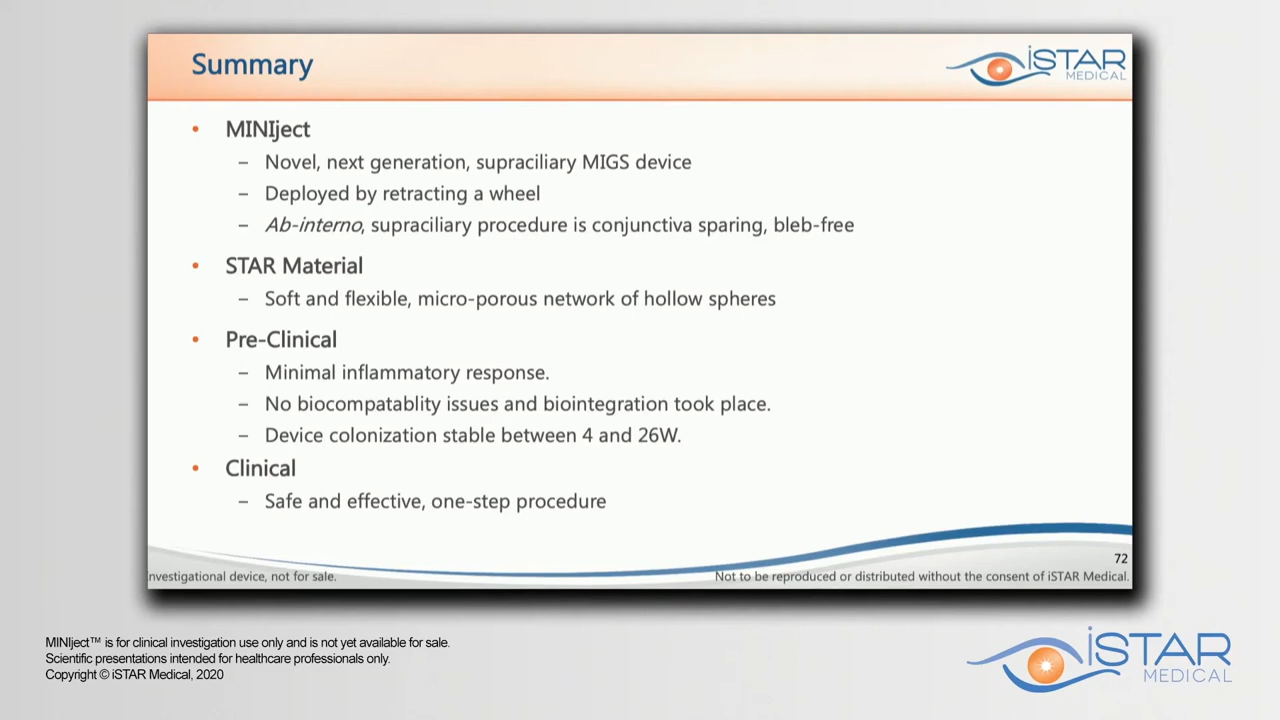 Summary
iSTAR
MEDICAL
• MINIject
– Novel, next generation, supraciliary MIGS device
– Deployed by retracting a wheel
– Ab-interno, supraciliary procedure is conjunctiva sparing, bleb-free
• STAR Material
– Soft and flexible, micro-porous network of hollow spheres
• Pre-Clinical
– Minimal inflammatory response.
– No biocompatablity issues and biointegration took place.
– Device colonization stable between 4 and 26W.
• Clinical
– Safe and effective, one-step procedure
72
nvestigational device, not for sale.
Not to be reproduced or distributed without the consent of iSTAR Medical.
MINIject™ is for clinical investigation use only and is not yet available for sale.
Scientific presentations intended for healthcare professionals only.
Copyright © iSTAR Medical, 2020
iSTAR
MEDICAL